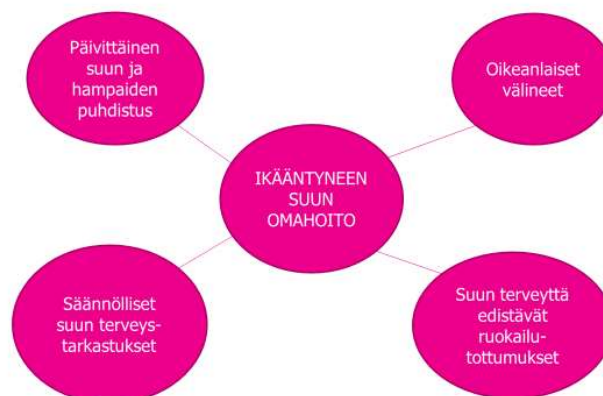 Päivittäinen
suun ja
hampaiden
puhdistus
Oikeanlaiset
välineet
IKÄÄNTYNEEN
SUUN
OMAHOITO
Säännölliset
suun terveys-
tarkastukset
Suun terveyttä
edistävät
ruokailu-
tottumukset